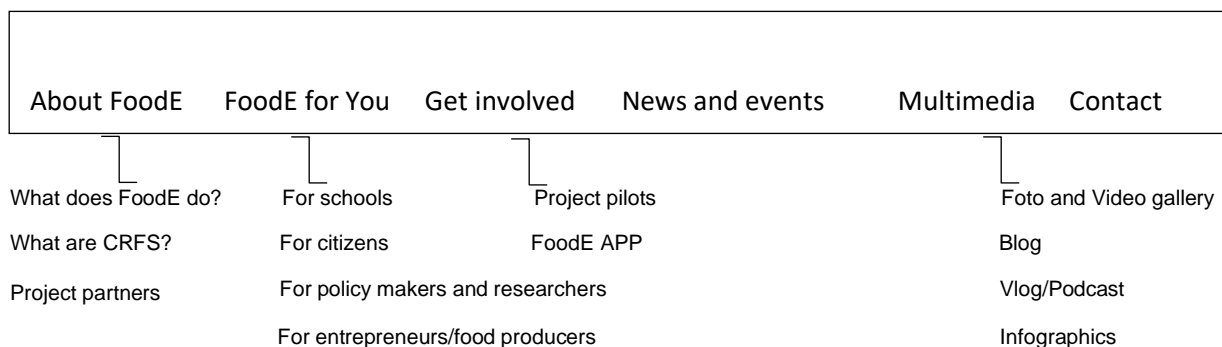 About FoodE FoodE for You Get involved News and events Multimedia Contact
What does FoodE do? For schools Project pilots Foto and Video gallery
What are CRFS? For citizens FoodE APP Blog
Project partners For policy makers and researchers Vlog/Podcast
For entrepreneurs/food producers Infographics